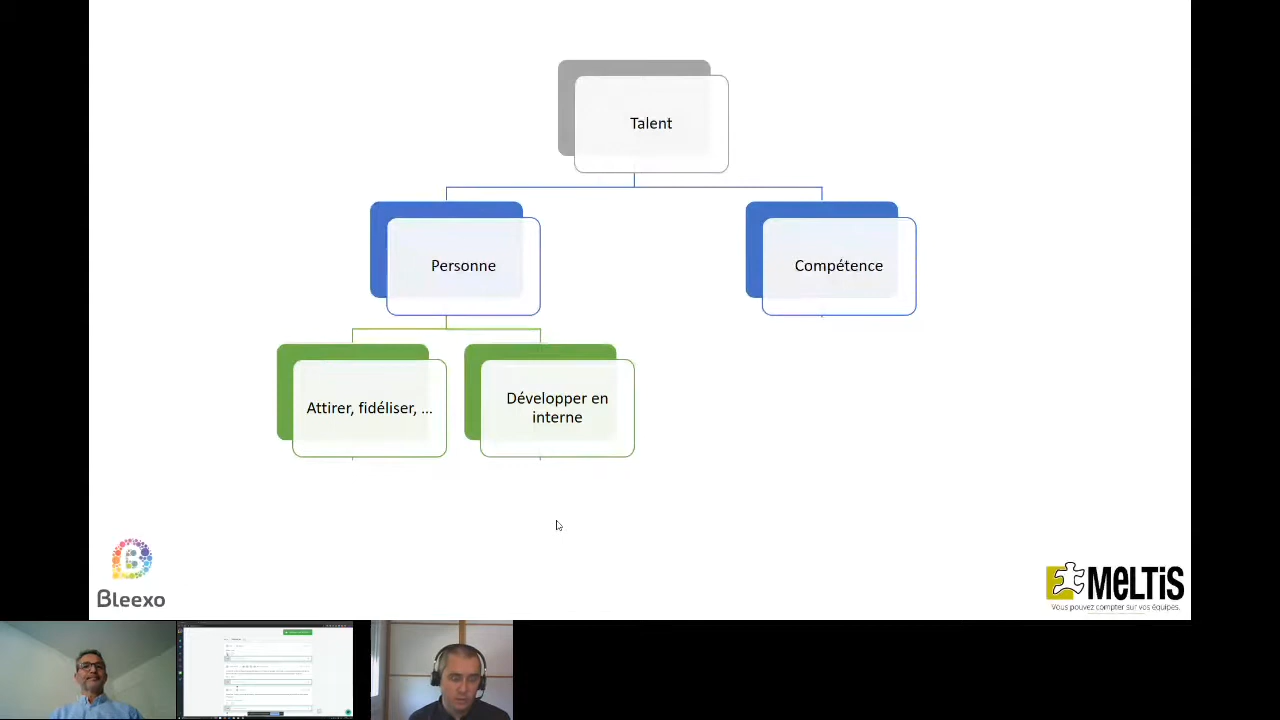 Talent
Personne
Compétence
Attirer, fidéliser, ...
Développer en
interne
Bleexo
MELTiS
Vous pouvez compter sur vos équipes.